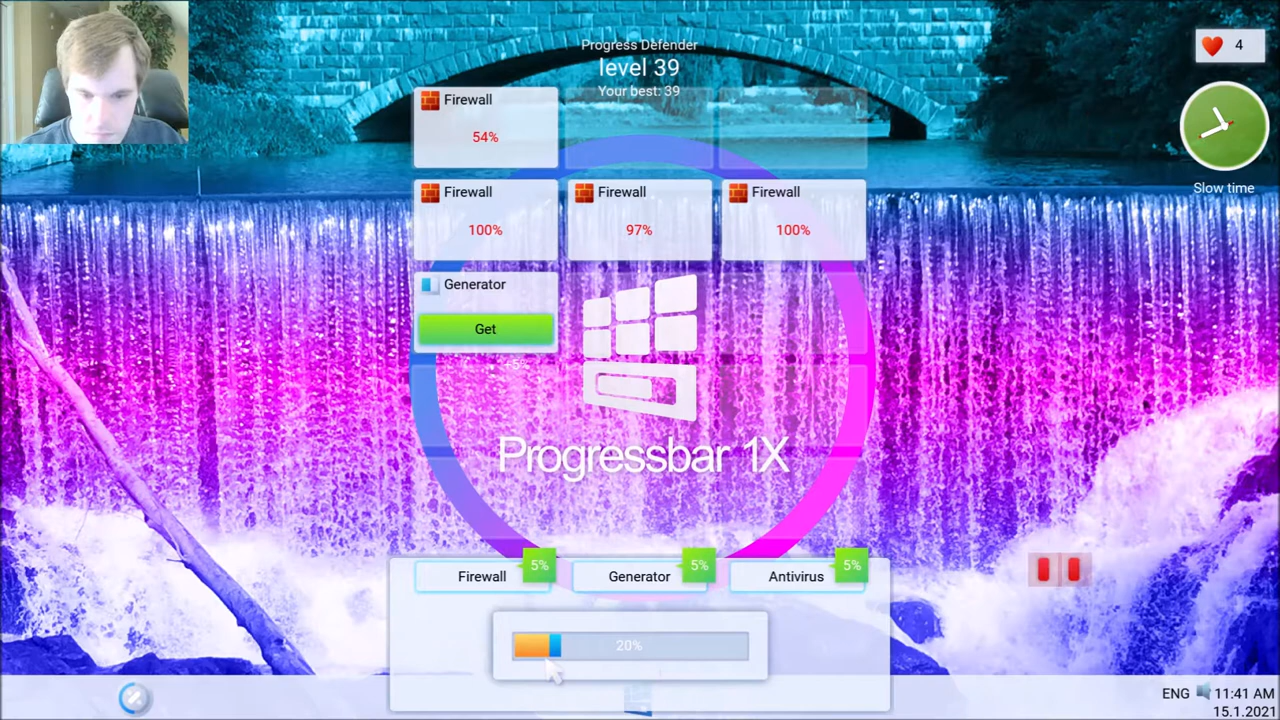 Progress Defender
level 39
Your best: 39
4
Slow time
Firewall
54%
Firewall
100%
Firewall
97%
Firewall
100%
Generator
Get
+5%
Progressbar 1X
Firewall
5%
Generator
5%
Antivirus
5%
20%
ENG
11:41 AM
15.1.2021